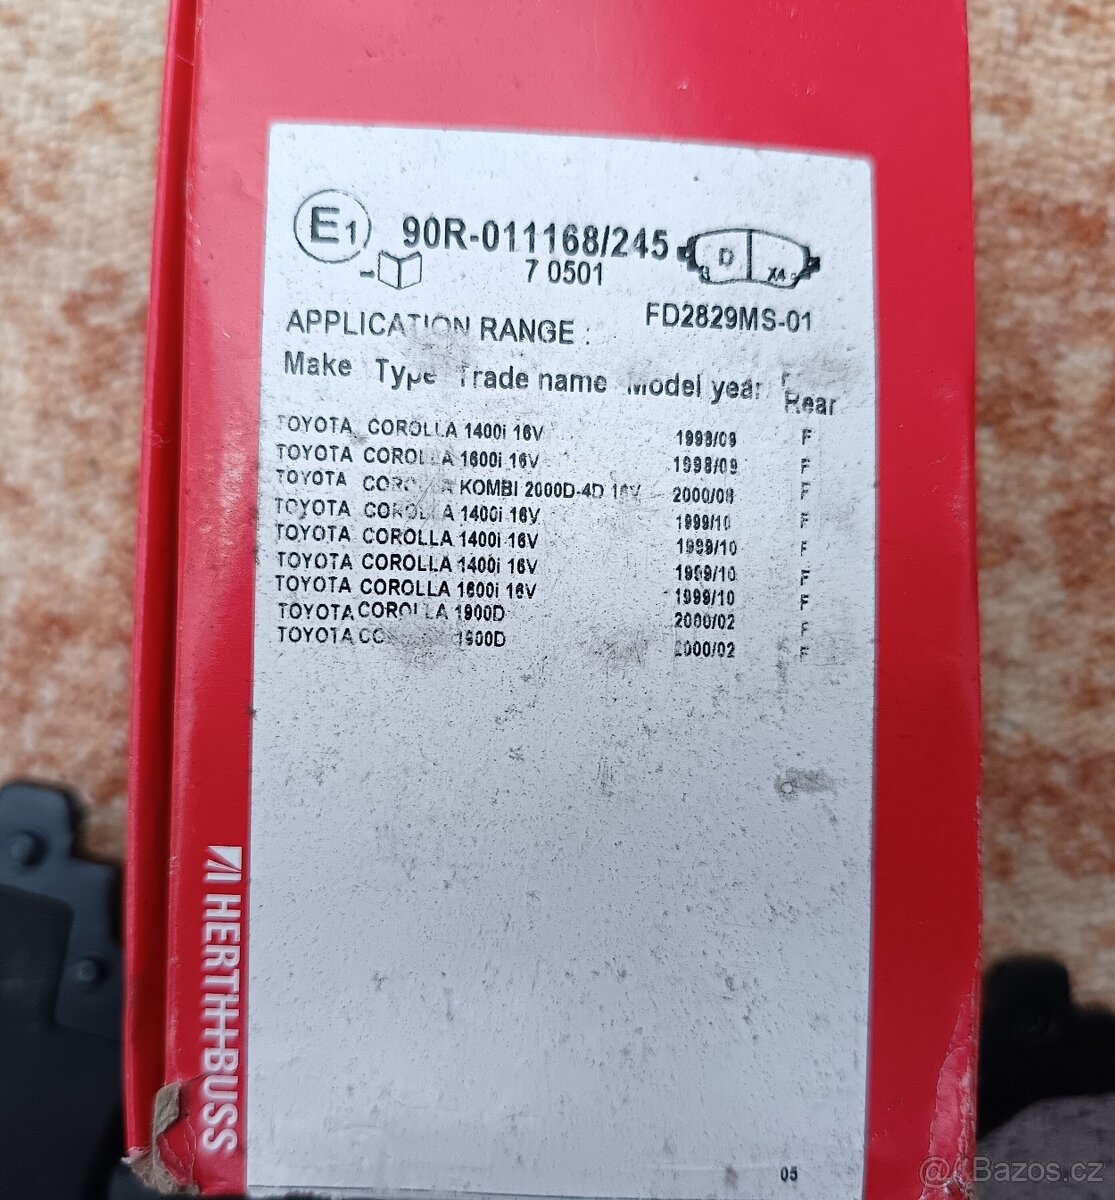 E1 90R-011168/245
7 0501
D XA
FD2829MS-01
APPLICATION RANGE :
Make Type Trade name Model year Rear
TOYOTA COROLLA 1400i 16V 1998/09 F
TOYOTA COROLLA 1600i 16V 1998/09 F
TOYOTA COROLLA KOMBI 2000D-4D 16V 2000/08 F
TOYOTA COROLLA 1400i 16V 1999/10 F
TOYOTA COROLLA 1400i 16V 1999/10 F
TOYOTA COROLLA 1400i 16V 1999/10 F
TOYOTA COROLLA 1600i 16V 1999/10 F
TOYOTA COROLLA 1900D 2000/02 F
TOYOTA 1900D 2000/02 F
HERTH+BUSS
05
Bazos.cz